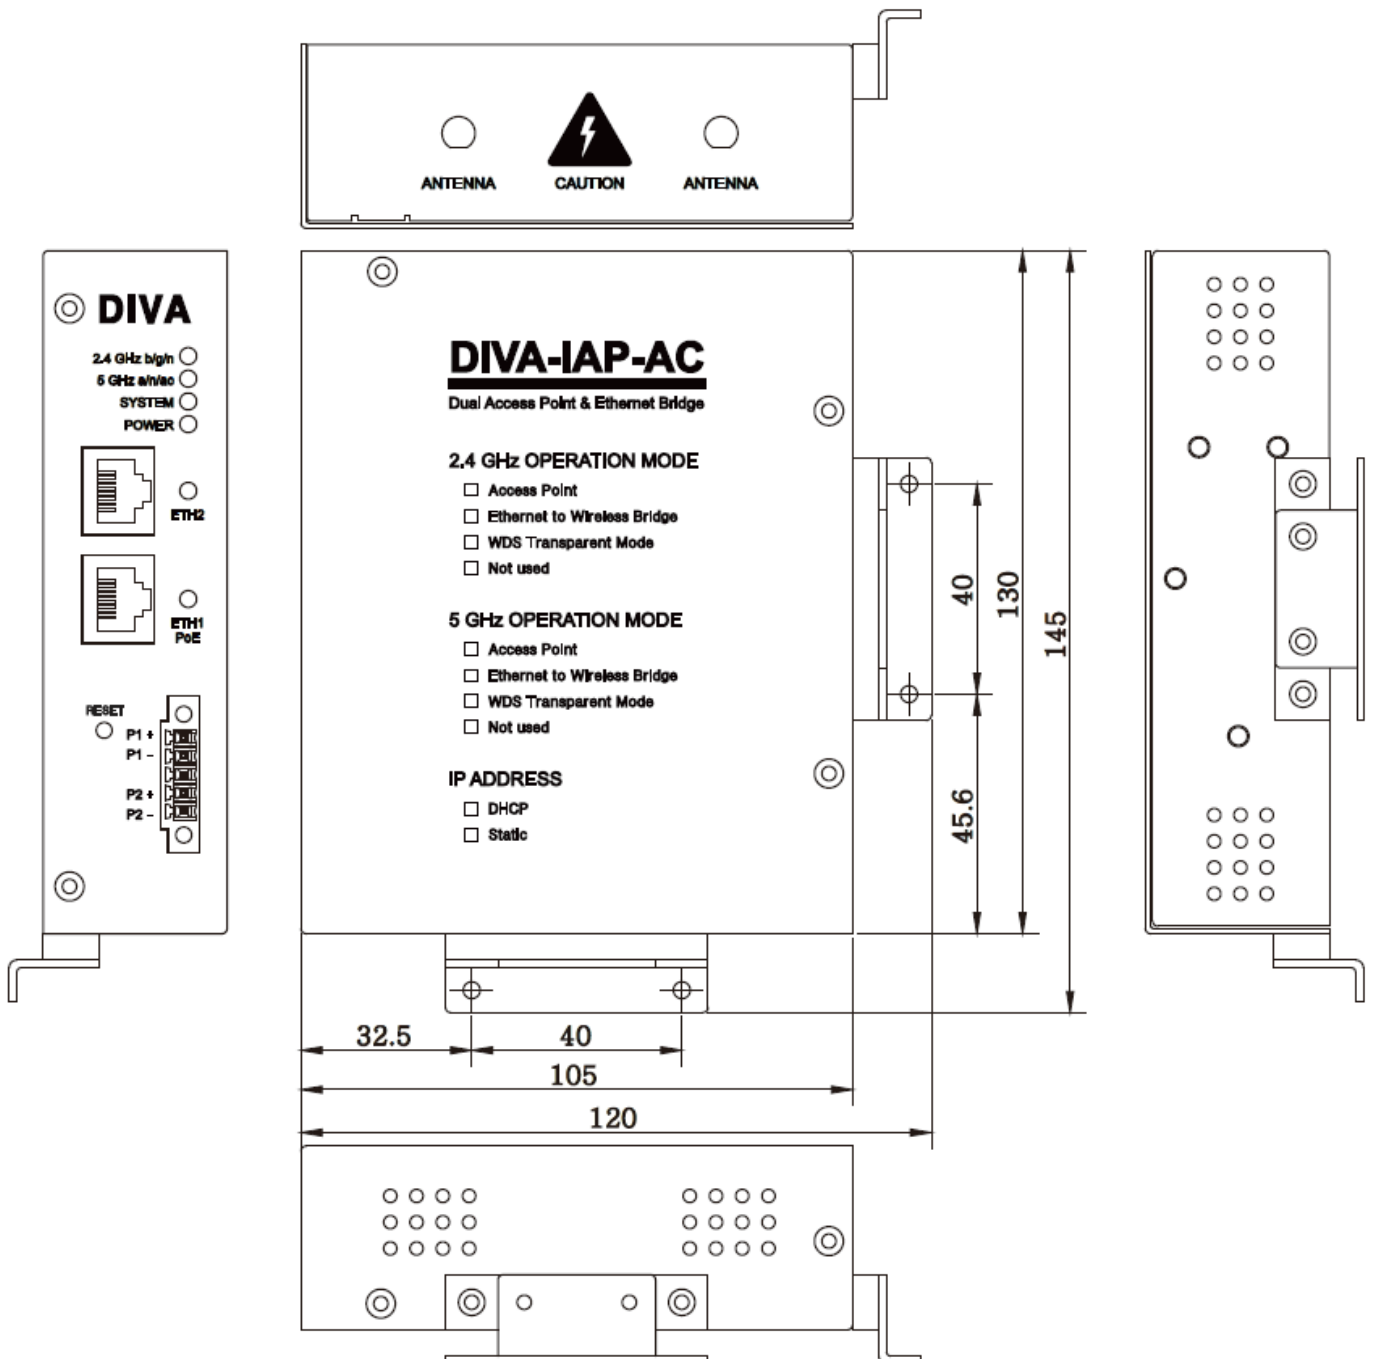 ANTENNA
CAUTION
ANTENNA
DIVA
2.4 GHz b/g/n
5 GHz a/n/ac
SYSTEM
POWER
ETH2
ETH1
PoE
RESET
P1 +
P1 –
P2 +
P2 –
DIVA-IAP-AC
Dual Access Point & Ethernet Bridge
2.4 GHz OPERATION MODE
Access Point
Ethernet to Wireless Bridge
WDS Transparent Mode
Not used
5 GHz OPERATION MODE
Access Point
Ethernet to Wireless Bridge
WDS Transparent Mode
Not used
IP ADDRESS
DHCP
Static
40
130
145
45.6
32.5
40
105
120